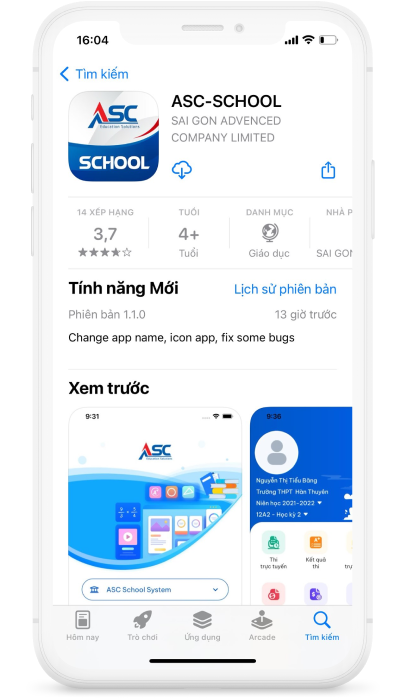 16:04
Tìm kiếm
ASC
Education Solutions
SCHOOL
ASC-SCHOOL
SAI GON ADVENCED
COMPANY LIMITED
14 XẾP HẠNG
TUỔI
DANH MỤC
NHÀ P
3,7
4+
Tuổi
Giáo dục
SAI GON
Tính năng Mới
Lịch sử phiên bản
Phiên bản 1.1.0
13 giờ trước
Change app name, icon app, fix some bugs
Xem trước
9:31
ASC
ASC School System
9:36
Nguyễn Thị Tiểu Băng
Trường THPT Hàn Thuyên
Niên học 2021-2022
12A2 - Học kỳ 2
Thi
trực tuyến
Kết quả
thi
trụ
Hôm nay
Trò chơi
Ứng dụng
Arcade
Tìm kiếm